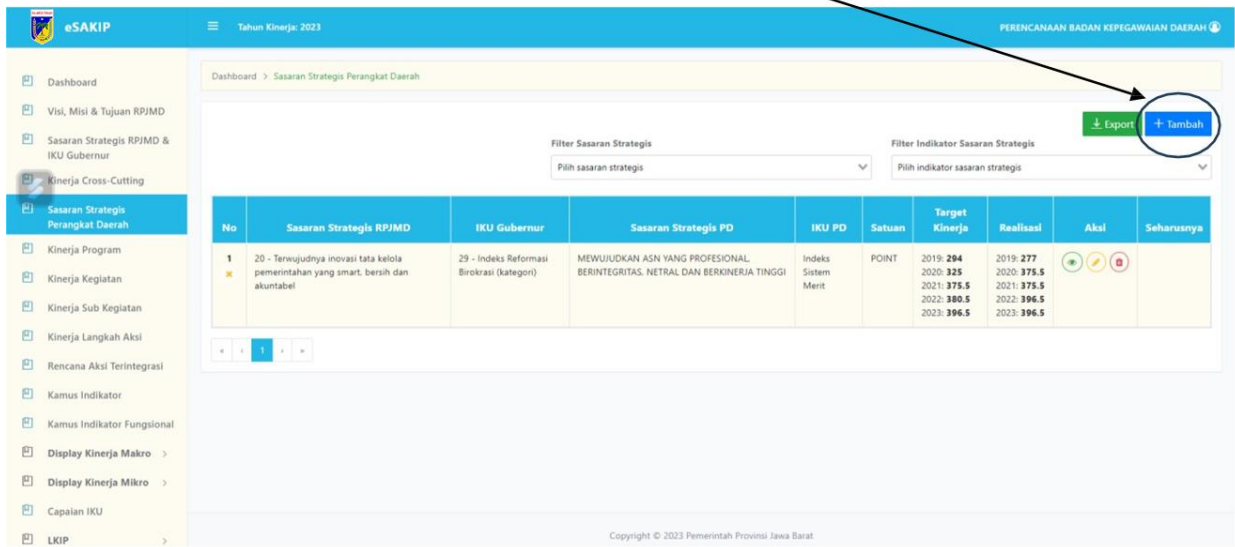 eSAKIP
Tahun Kinerja: 2023
PERENCANAAN BADAN KEPEGAWAIAN DAERAH
Dashboard
Visi, Misi & Tujuan RPJMD
Sasaran Strategis RPJMD &
IKU Gubernur
Kinerja Cross-Cutting
Sasaran Strategis
Perangkat Daerah
Kinerja Program
Kinerja Kegiatan
Kinerja Sub Kegiatan
Kinerja Langkah Aksi
Rencana Aksi Terintegrasi
Kamus Indikator
Kamus Indikator Fungsional
Display Kinerja Makro >
Display Kinerja Mikro >
Capaian IKU
LKIP >
Dashboard > Sasaran Strategis Perangkat Daerah
Export
+ Tambah
Filter Sasaran Strategis
Pilih sasaran strategis
Filter Indikator Sasaran Strategis
Pilih indikator sasaran strategis
No
Sasaran Strategis RPJMD
IKU Gubernur
Sasaran Strategis PD
IKU PD
Satuan
Target
Kinerja
Realisasi
Aksi
Seharusnya
1
20 - Terwujudnya inovasi tata kelola
pemerintahan yang smart, bersih dan
akuntabel
29 - Indeks Reformasi
Birokrasi (kategori)
MEWUJUDKAN ASN YANG PROFESIONAL,
BERINTEGRITAS, NETRAL DAN BERKINERJA TINGGI
Indeks
Sistem
Merit
POINT
2019: 294
2020: 325
2021: 375.5
2022: 380.5
2023: 396.5
2019: 277
2020: 375.5
2021: 375.5
2022: 396.5
2023: 396.5
« ‹ 1 › »
Copyright © 2023 Pemerintah Provinsi Jawa Barat